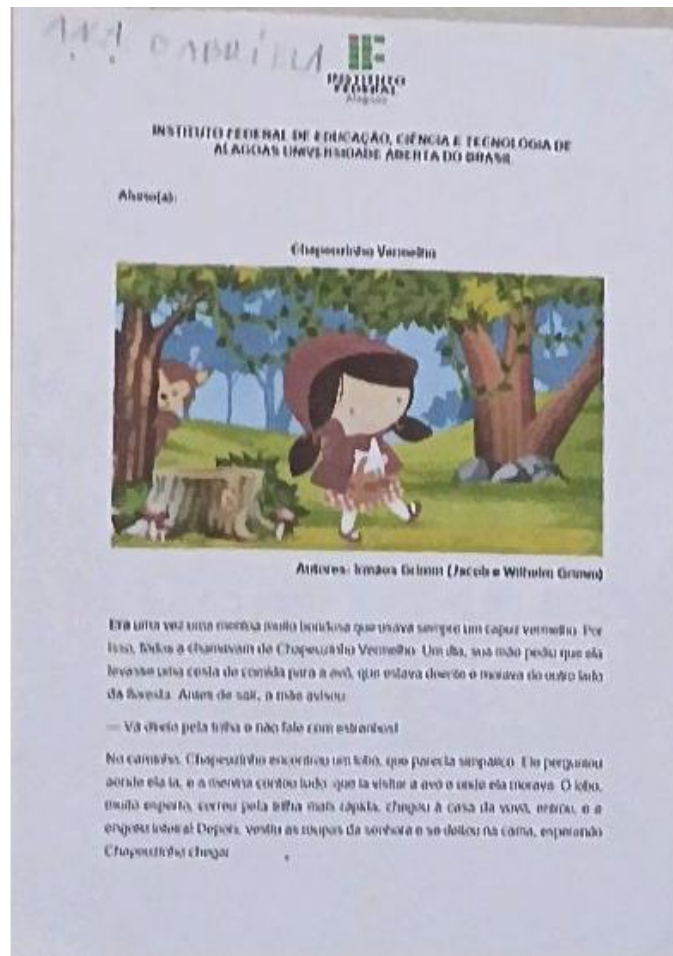 ANA GABRIELA
INSTITUTO
FEDERAL
Alagoas
INSTITUTO FEDERAL DE EDUCAÇÃO, CIÊNCIA E TECNOLOGIA DE
ALAGOAS UNIVERSIDADE ABERTA DO BRASIL
Aluno(a):
Chapeuzinho Vermelho
Autores: Irmãos Grimm (Jacob e Wilhelm Grimm)
Era uma vez uma menina muito bondosa que usava sempre um capuz vermelho. Por
isso, todos a chamavam de Chapeuzinho Vermelho. Um dia, sua mãe pediu que ela
levasse uma cesta de comida para a avó, que estava doente e morava do outro lado
da floresta. Antes de sair, a mãe avisou:
— Vá direto pela trilha e não fale com estranhos!
No caminho, Chapeuzinho encontrou um lobo, que parecia simpático. Ele perguntou
aonde ela ia, e a menina contou tudo: que ia visitar a avó e onde ela morava. O lobo,
muito esperto, correu pela trilha mais rápida, chegou à casa da vovó, entrou, e a
engoliu inteira! Depois, vestiu as roupas da senhora e se deitou na cama, esperando
Chapeuzinho chegar.